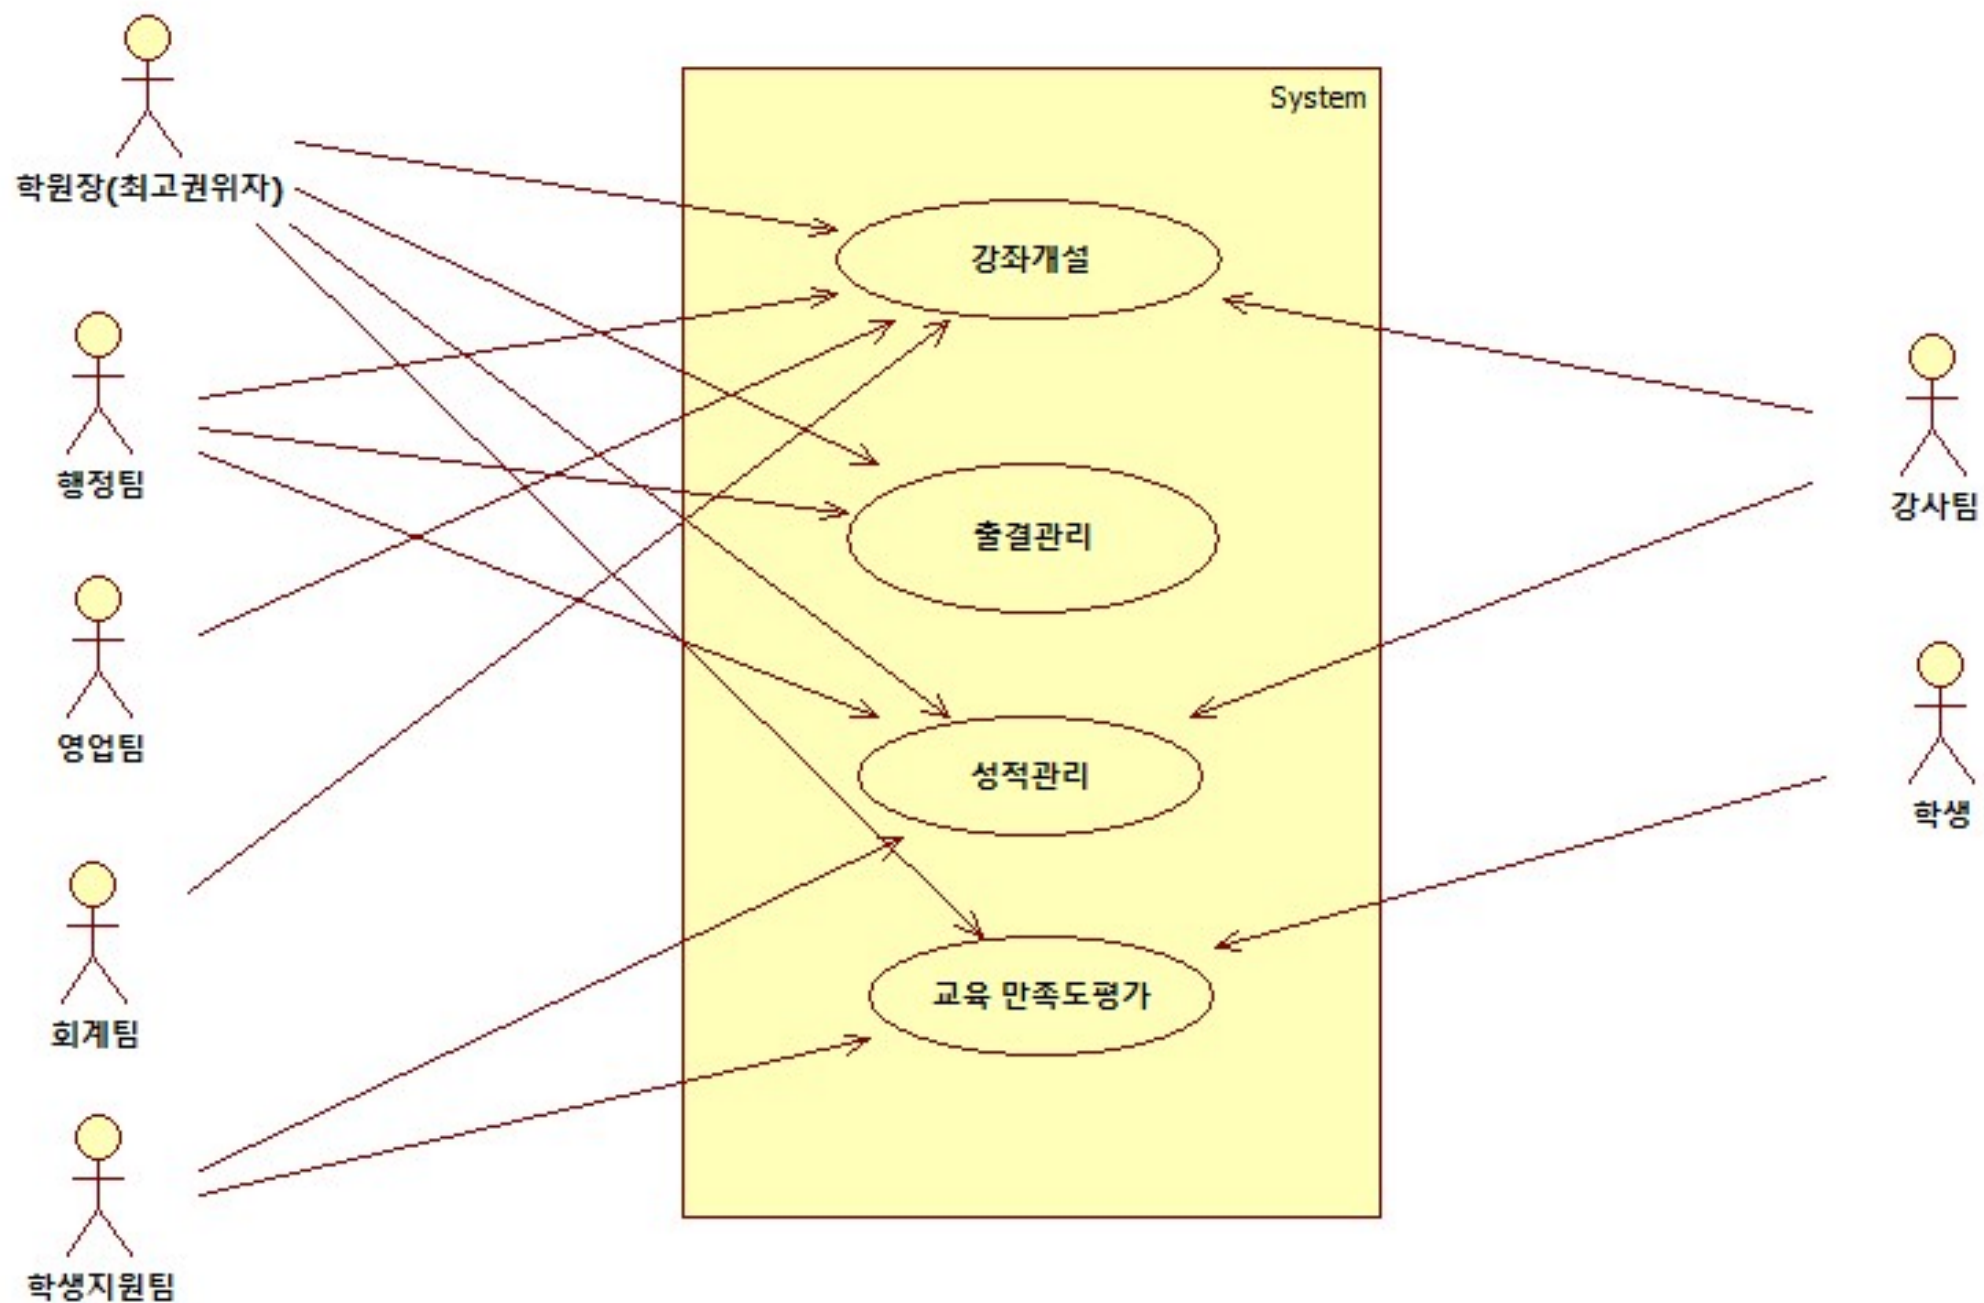 System
학원장(최고권위자)
강좌개설
행정팀
강사팀
출결관리
영업팀
성적관리
학생
회계팀
교육 만족도평가
학생지원팀